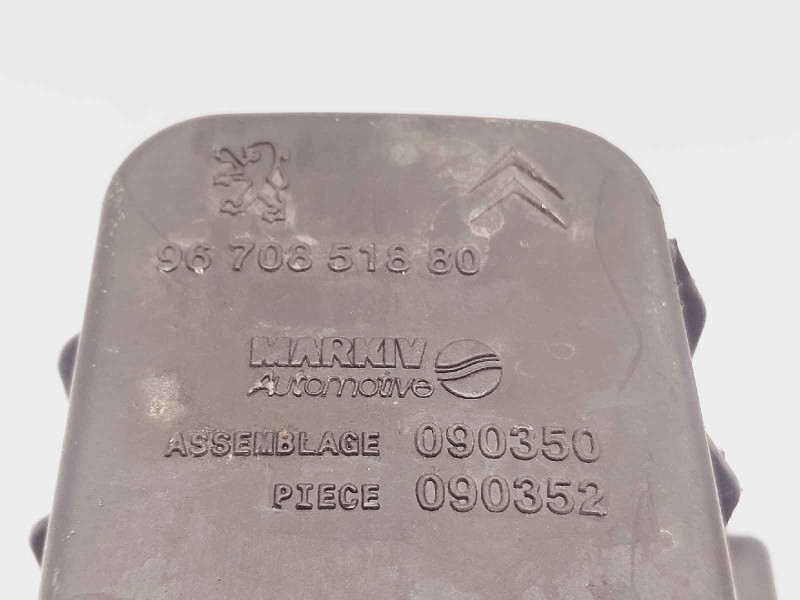 96 708 518 80
MARKIV
Automotive
ASSEMBLAGE 090350
PIECE 090352